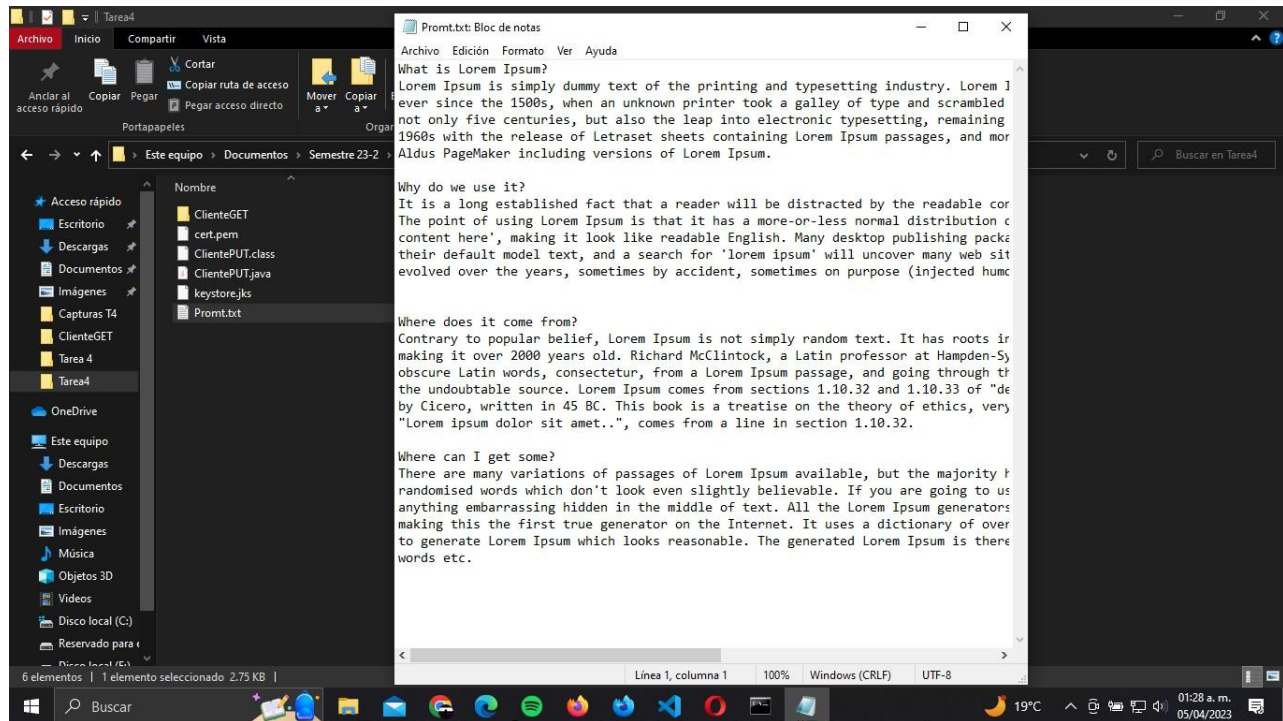 Tarea4
Archivo Inicio Compartir Vista
Anclar al acceso rápido
Copiar
Pegar
Cortar
Copiar ruta de acceso
Pegar acceso directo
Mover a
Copiar a
Portapapeles
Organ
Este equipo > Documentos > Semestre 23-2 >
Buscar en Tarea4
Acceso rápido
Escritorio
Descargas
Documentos
Imágenes
Capturas T4
ClienteGET
Tarea 4
Tarea4
OneDrive
Este equipo
Descargas
Documentos
Escritorio
Imágenes
Música
Objetos 3D
Videos
Disco local (C:)
Reservado para
Nombre
ClienteGET
cert.pem
ClientePUT.class
ClientePUT.java
keystore.jks
Promt.txt
6 elementos | 1 elemento seleccionado 2.75 KB |
Promt.txt: Bloc de notas
Archivo Edición Formato Ver Ayuda
What is Lorem Ipsum?
Lorem Ipsum is simply dummy text of the printing and typesetting industry. Lorem
ever since the 1500s, when an unknown printer took a galley of type and scrambled
not only five centuries, but also the leap into electronic typesetting, remaining
1960s with the release of Letraset sheets containing Lorem Ipsum passages, and mor
Aldus PageMaker including versions of Lorem Ipsum.
Why do we use it?
It is a long established fact that a reader will be distracted by the readable cor
The point of using Lorem Ipsum is that it has a more-or-less normal distribution
content here', making it look like readable English. Many desktop publishing packa
their default model text, and a search for 'lorem ipsum' will uncover many web sit
evolved over the years, sometimes by accident, sometimes on purpose (injected humo
Where does it come from?
Contrary to popular belief, Lorem Ipsum is not simply random text. It has roots in
making it over 2000 years old. Richard McClintock, a Latin professor at Hampden-Sy
obscure Latin words, consectetur, from a Lorem Ipsum passage, and going through th
the undoubtable source. Lorem Ipsum comes from sections 1.10.32 and 1.10.33 of "de
by Cicero, written in 45 BC. This book is a treatise on the theory of ethics, very
"Lorem ipsum dolor sit amet..", comes from a line in section 1.10.32.
Where can I get some?
There are many variations of passages of Lorem Ipsum available, but the majority h
randomised words which don't look even slightly believable. If you are going to us
anything embarrassing hidden in the middle of text. All the Lorem Ipsum generators
making this the first true generator on the Internet. It uses a dictionary of over
to generate Lorem Ipsum which looks reasonable. The generated Lorem Ipsum is there
words etc.
Línea 1, columna 1 100% Windows (CRLF) UTF-8
Buscar
19°C
01:28 a. m.
05/04/2023